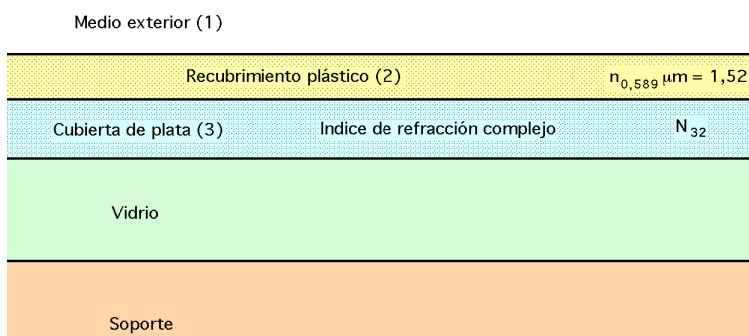 Medio exterior (1)
Recubrimiento plástico (2) n0,589 μm = 1,52
Cubierta de plata (3) Indice de refracción complejo N32
Vidrio
Soporte